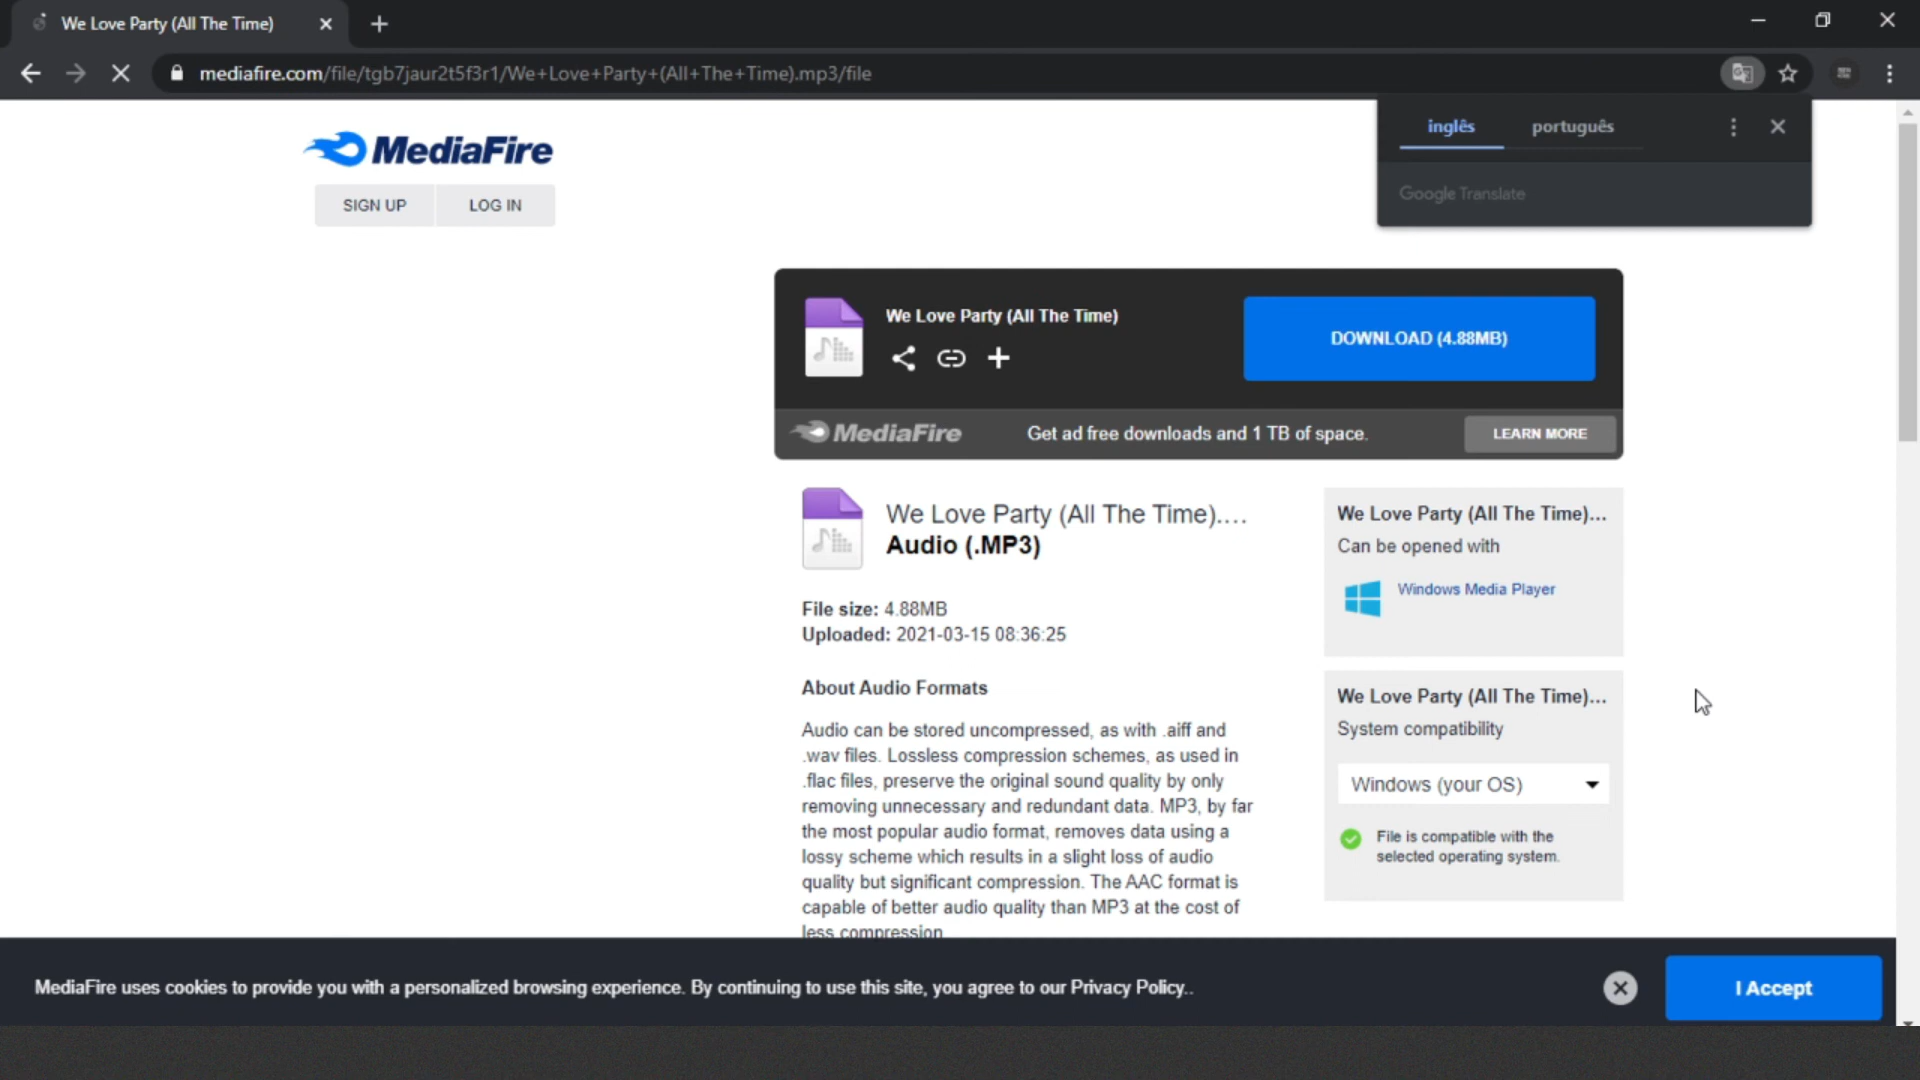 We Love Party (All The Time)
mediafire.com/file/tgb7jaur2t5f3r1/We+Love+Party+(All+The+Time).mp3/file
inglês português
Google Translate
MediaFire
SIGN UP LOG IN
We Love Party (All The Time)
DOWNLOAD (4.88MB)
MediaFire Get ad free downloads and 1 TB of space. LEARN MORE
We Love Party (All The Time)....
Audio (.MP3)
File size: 4.88MB
Uploaded: 2021-03-15 08:36:25
About Audio Formats
Audio can be stored uncompressed, as with .aiff and
.wav files. Lossless compression schemes, as used in
.flac files, preserve the original sound quality by only
removing unnecessary and redundant data. MP3, by far
the most popular audio format, removes data using a
lossy scheme which results in a slight loss of audio
quality but significant compression. The AAC format is
capable of better audio quality than MP3 at the cost of
less compression.
We Love Party (All The Time)...
Can be opened with
Windows Media Player
We Love Party (All The Time)...
System compatibility
Windows (your OS)
File is compatible with the
selected operating system.
MediaFire uses cookies to provide you with a personalized browsing experience. By continuing to use this site, you agree to our Privacy Policy..
I Accept